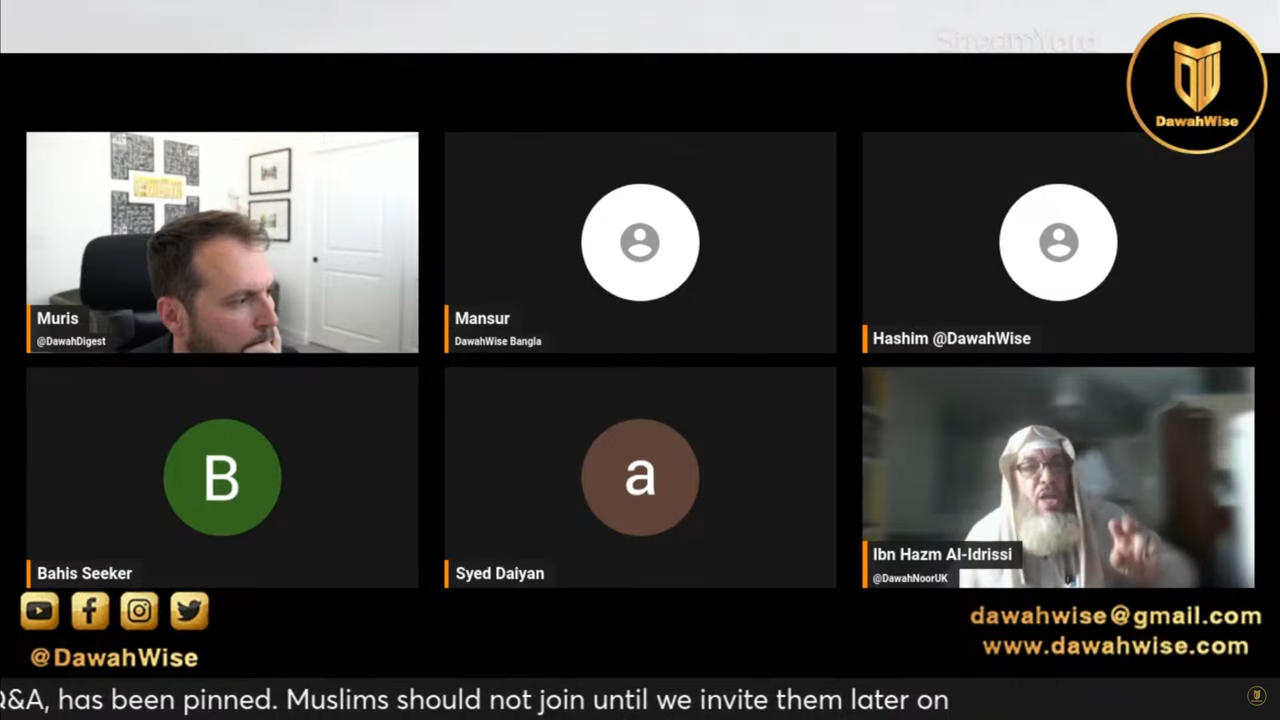 StreamYard
DawahWise
Muris
@DawahDigest
Mansur
DawahWise Bangla
Hashim @DawahWise
B
Bahis Seeker
a
Syed Daiyan
Ibn Hazm Al-Idrissi
@DawahNoorUK
@DawahWise
dawahwise@gmail.com
www.dawahwise.com
Q&A, has been pinned. Muslims should not join until we invite them later on